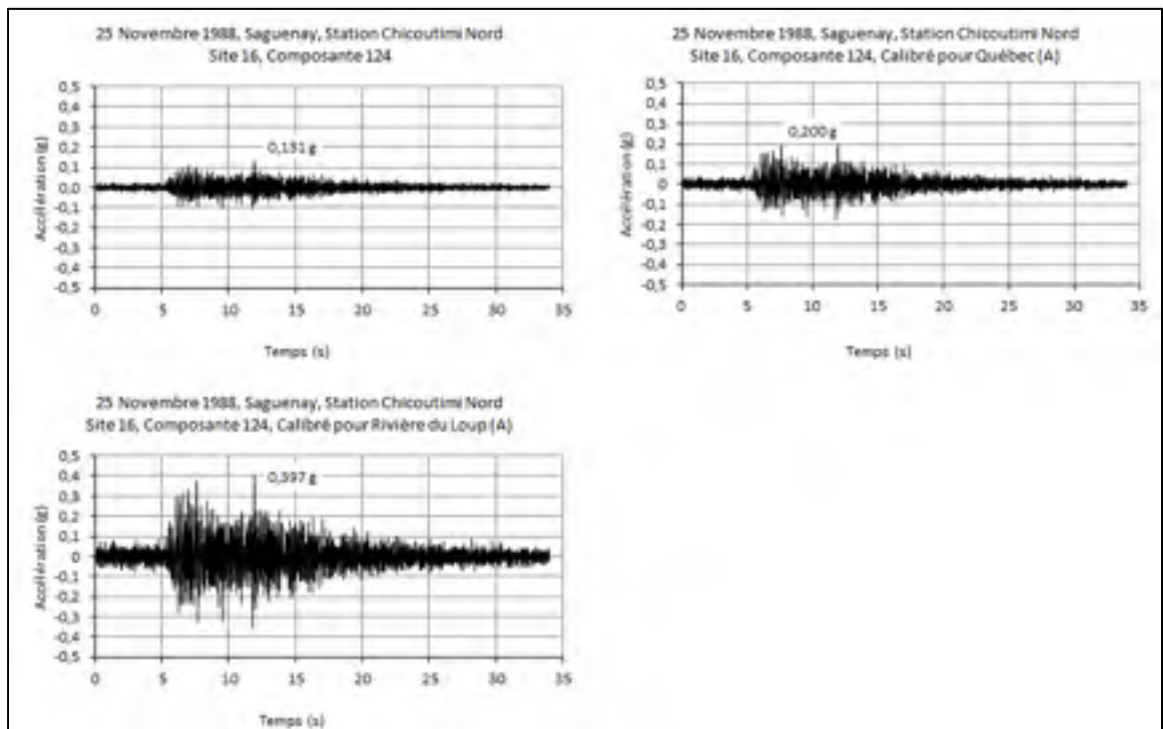 25 Novembre 1988, Saguenay, Station Chicoutimi Nord
Site 16, Composante 124
Accélération (g)
0,5
0,4
0,3
0,2
0,1
0,0
-0,1
-0,2
-0,3
-0,4
-0,5
0,131 g
0 5 10 15 20 25 30 35
Temps (s)
25 Novembre 1988, Saguenay, Station Chicoutimi Nord
Site 16, Composante 124, Calibré pour Québec (A)
Accélération (g)
0,5
0,4
0,3
0,2
0,1
0
-0,1
-0,2
-0,3
-0,4
-0,5
0,200 g
0 5 10 15 20 25 30 35
Temps (s)
25 Novembre 1988, Saguenay, Station Chicoutimi Nord
Site 16, Composante 124, Calibré pour Rivière du Loup (A)
Accélération (g)
0,5
0,4
0,3
0,2
0,1
0
-0,1
-0,2
-0,3
-0,4
-0,5
0,397 g
0 5 10 15 20 25 30 35
Temps (s)